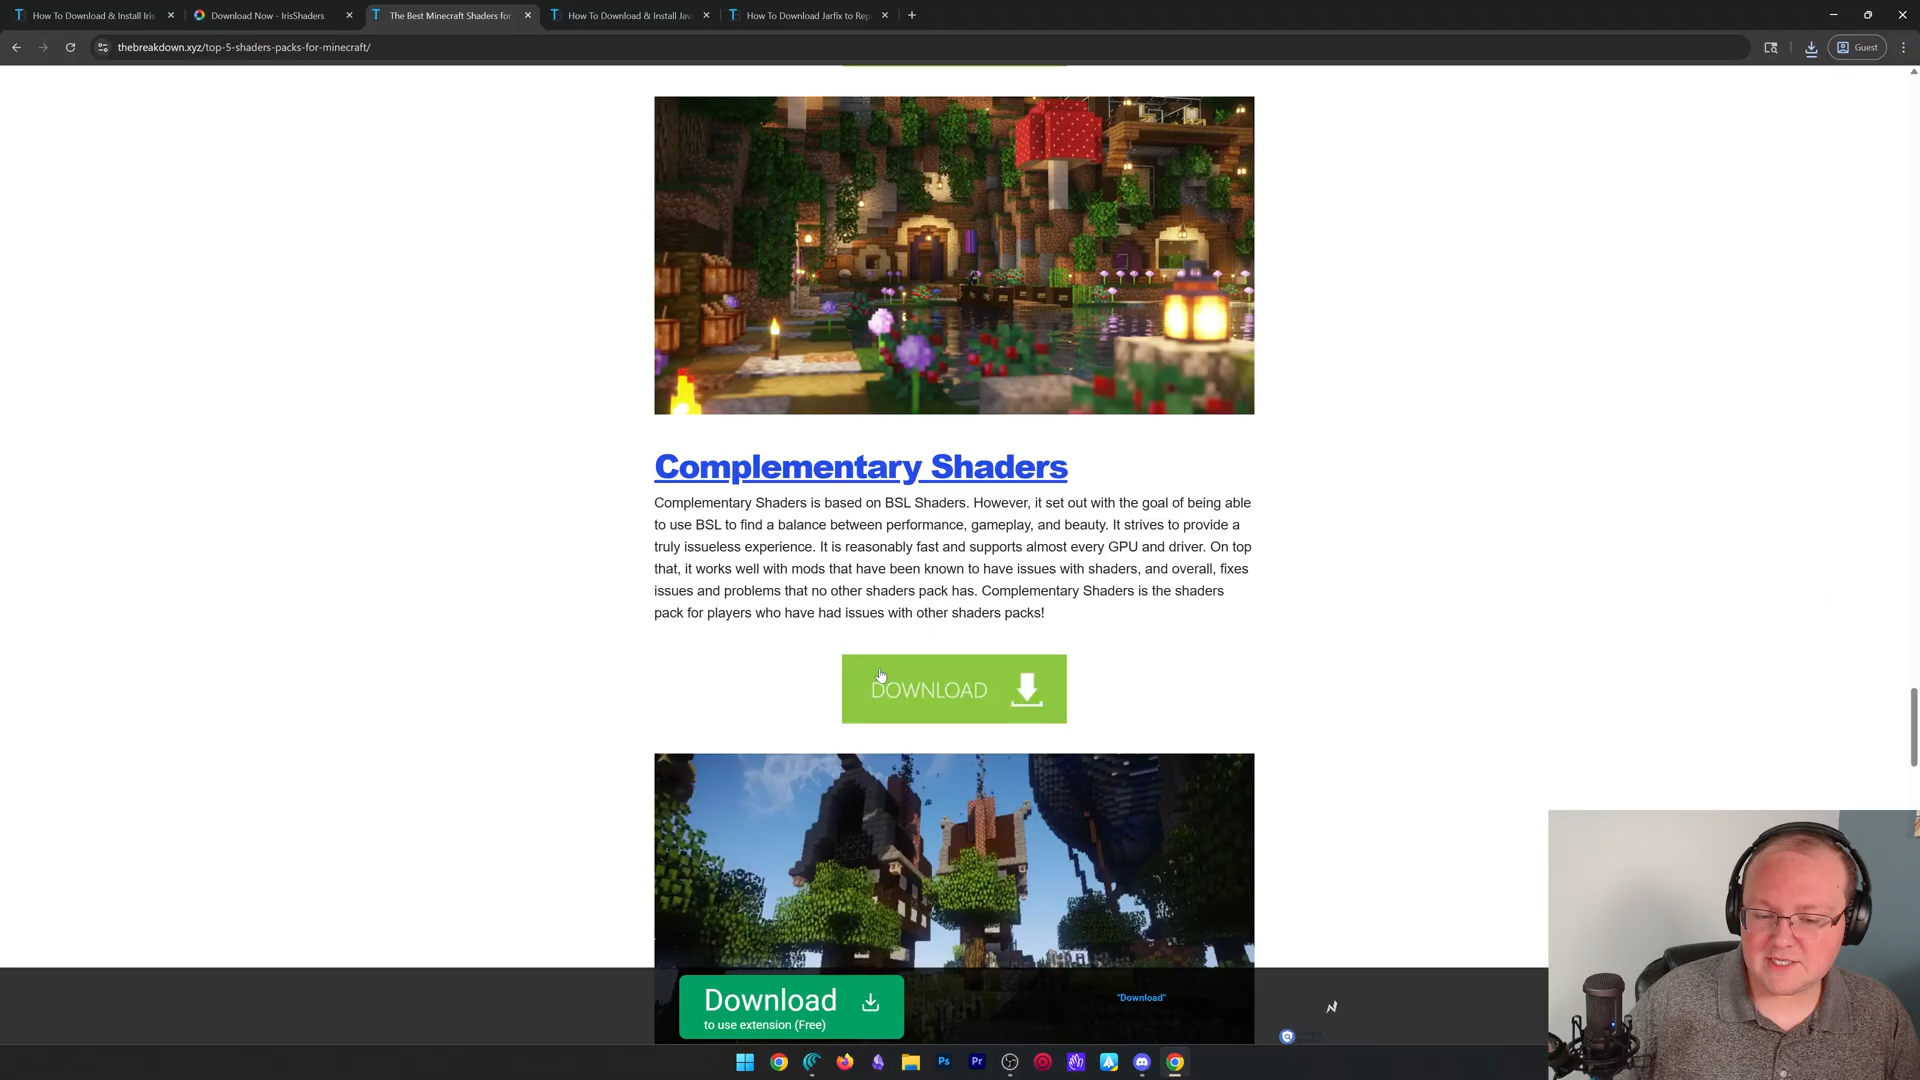 How To Download & Install Iris
Download Now - IrisShaders
The Best Minecraft Shaders for
How To Download & Install Jav
How To Download Jarfix to Rep
thebreakdown.xyz/top-5-shaders-packs-for-minecraft/
Guest
Complementary Shaders
Complementary Shaders is based on BSL Shaders. However, it set out with the goal of being able
to use BSL to find a balance between performance, gameplay, and beauty. It strives to provide a
truly issueless experience. It is reasonably fast and supports almost every GPU and driver. On top
that, it works well with mods that have been known to have issues with shaders, and overall, fixes
issues and problems that no other shaders pack has. Complementary Shaders is the shaders
pack for players who have had issues with other shaders packs!
DOWNLOAD
Download
to use extension (Free)
"Download"
Ps
Pr